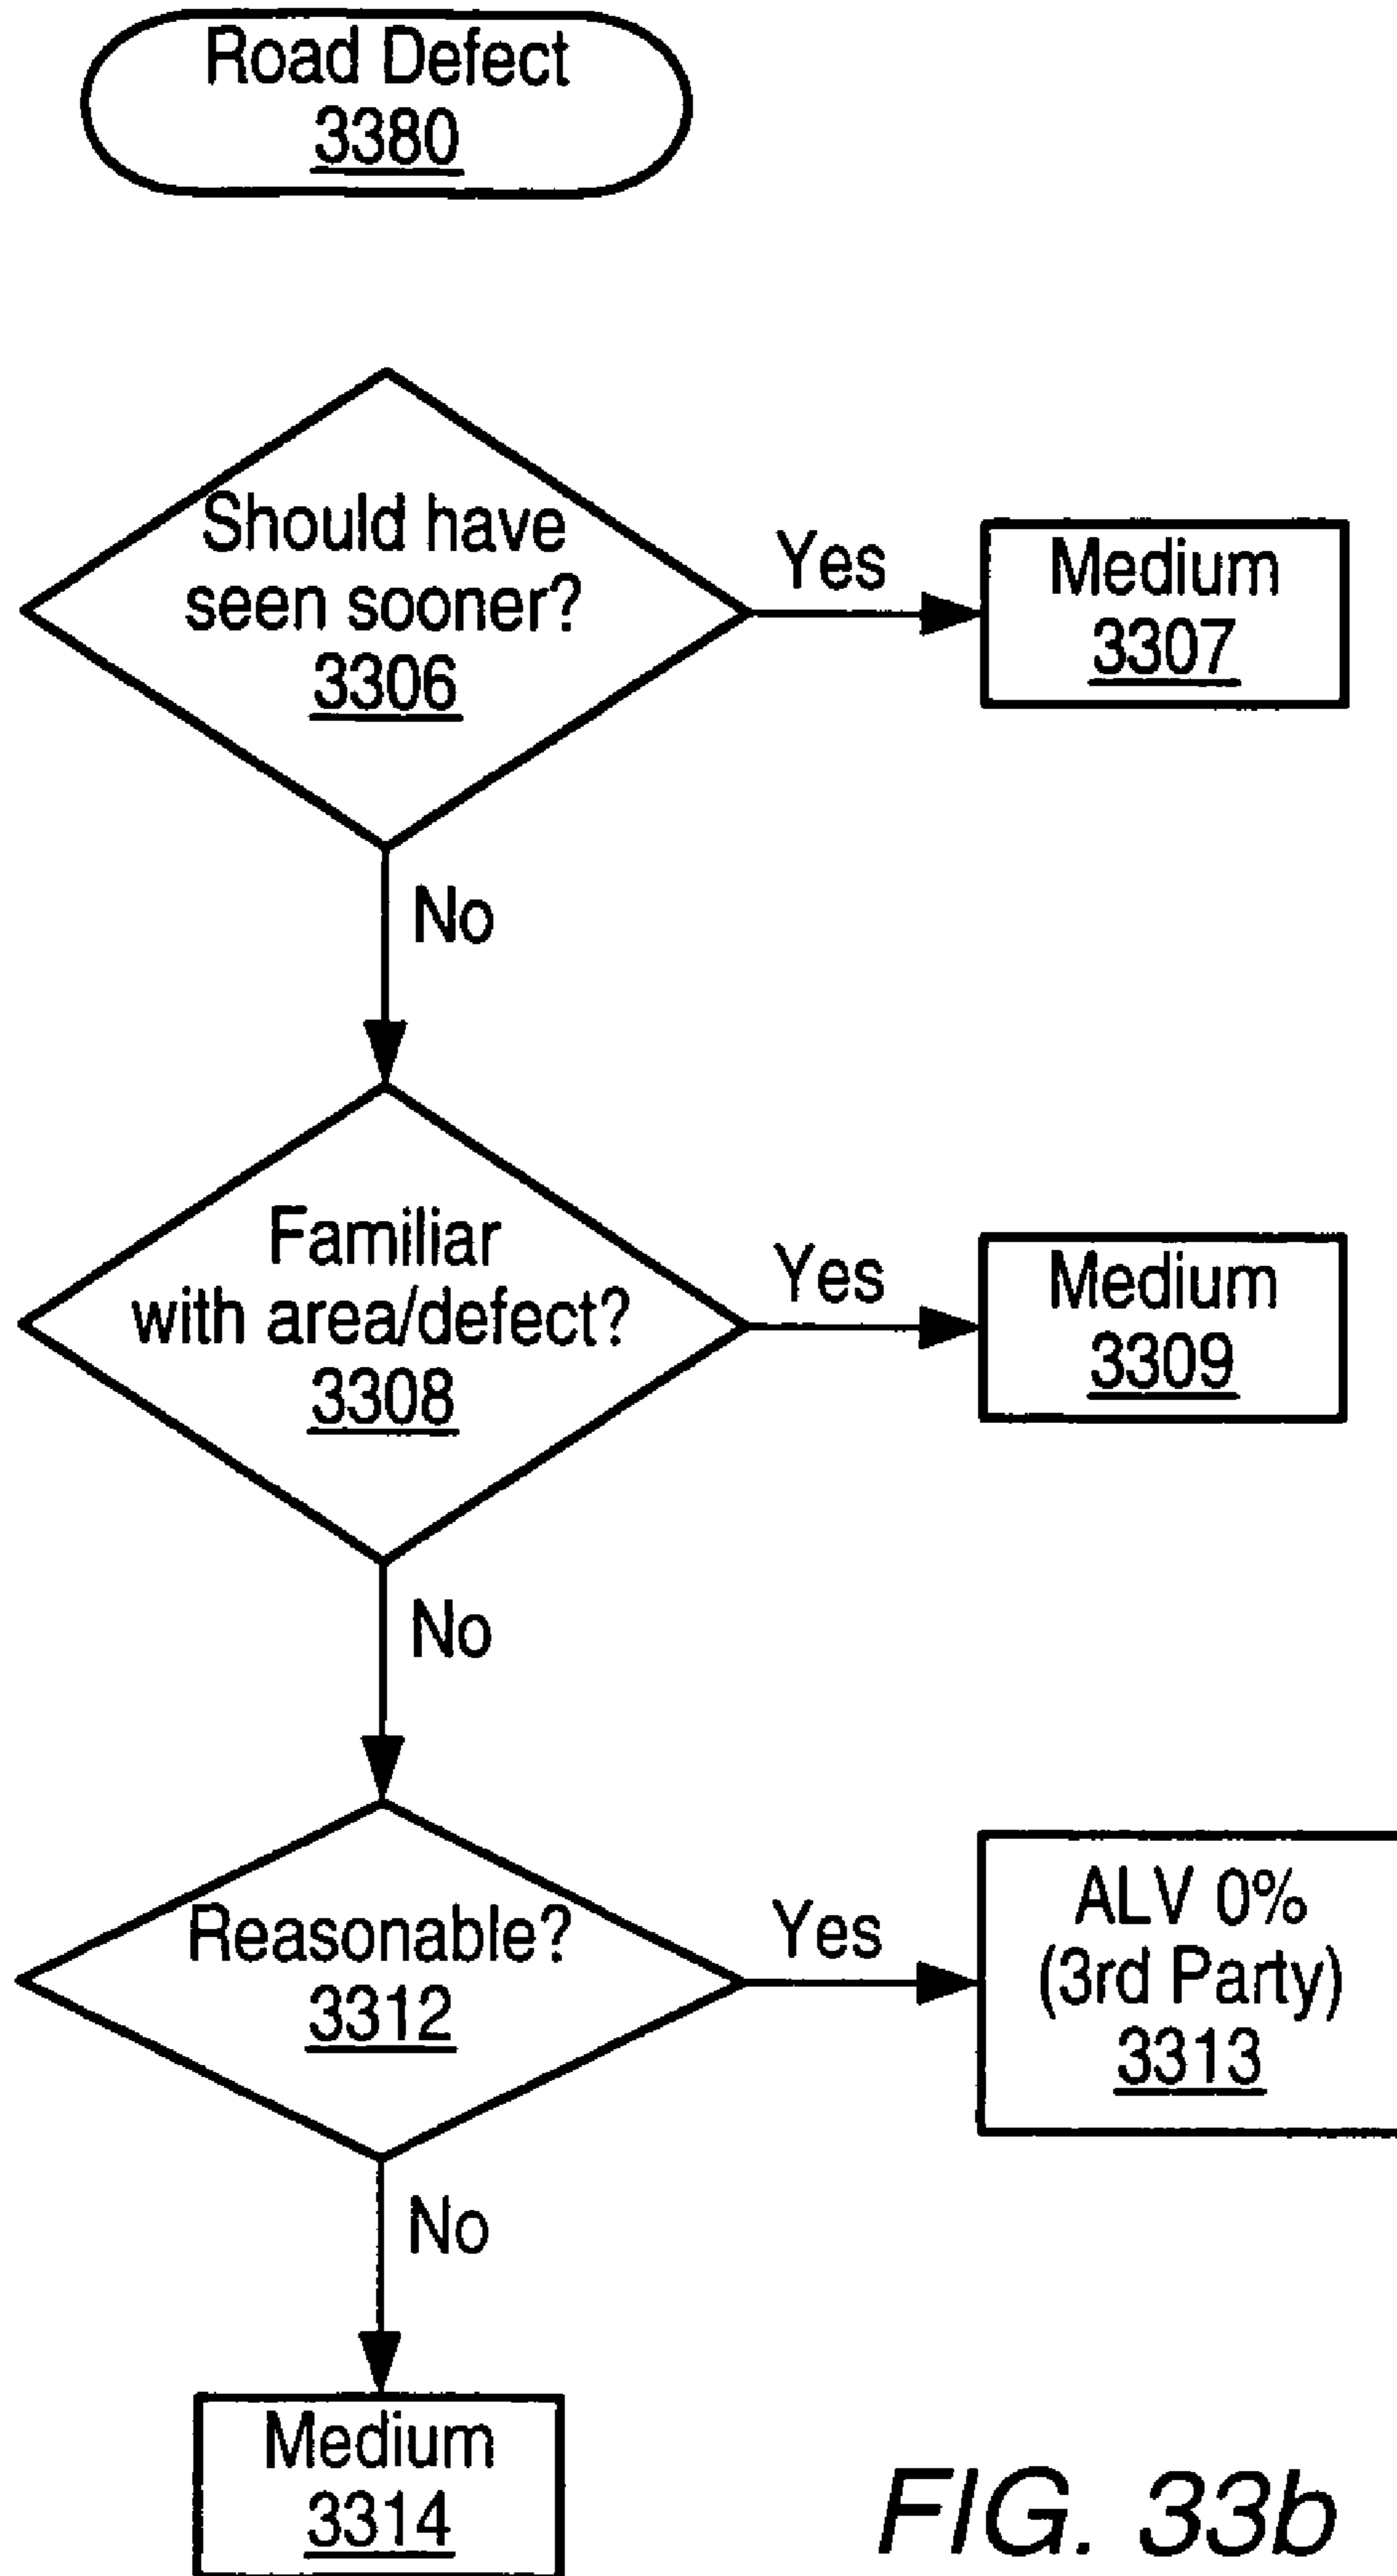 Road Defect
3380
Should have
seen sooner?
3306
Yes
Medium
3307
No
Familiar
with area/defect?
3308
Yes
Medium
3309
No
Reasonable?
3312
Yes
ALV 0%
(3rd Party)
3313
No
Medium
3314
FIG. 33b